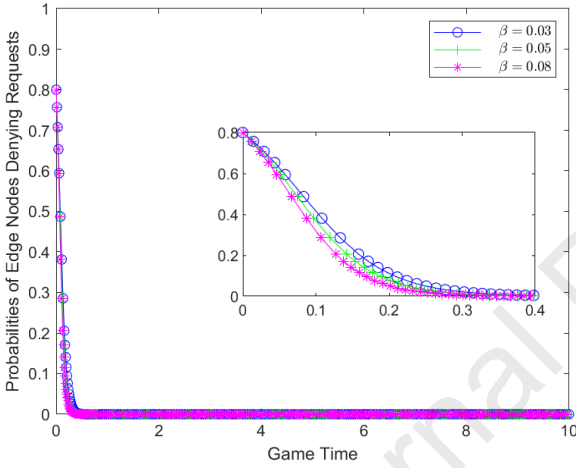 1
0.9
0.8
0.7
0.6
0.5
0.4
0.3
0.2
0.1
0
Probabilities of Edge Nodes Denying Requests
β = 0.03
β = 0.05
β = 0.08
0.8
0.6
0.4
0.2
0
0 0.1 0.2 0.3 0.4
0 2 4 6 8 10
Game Time